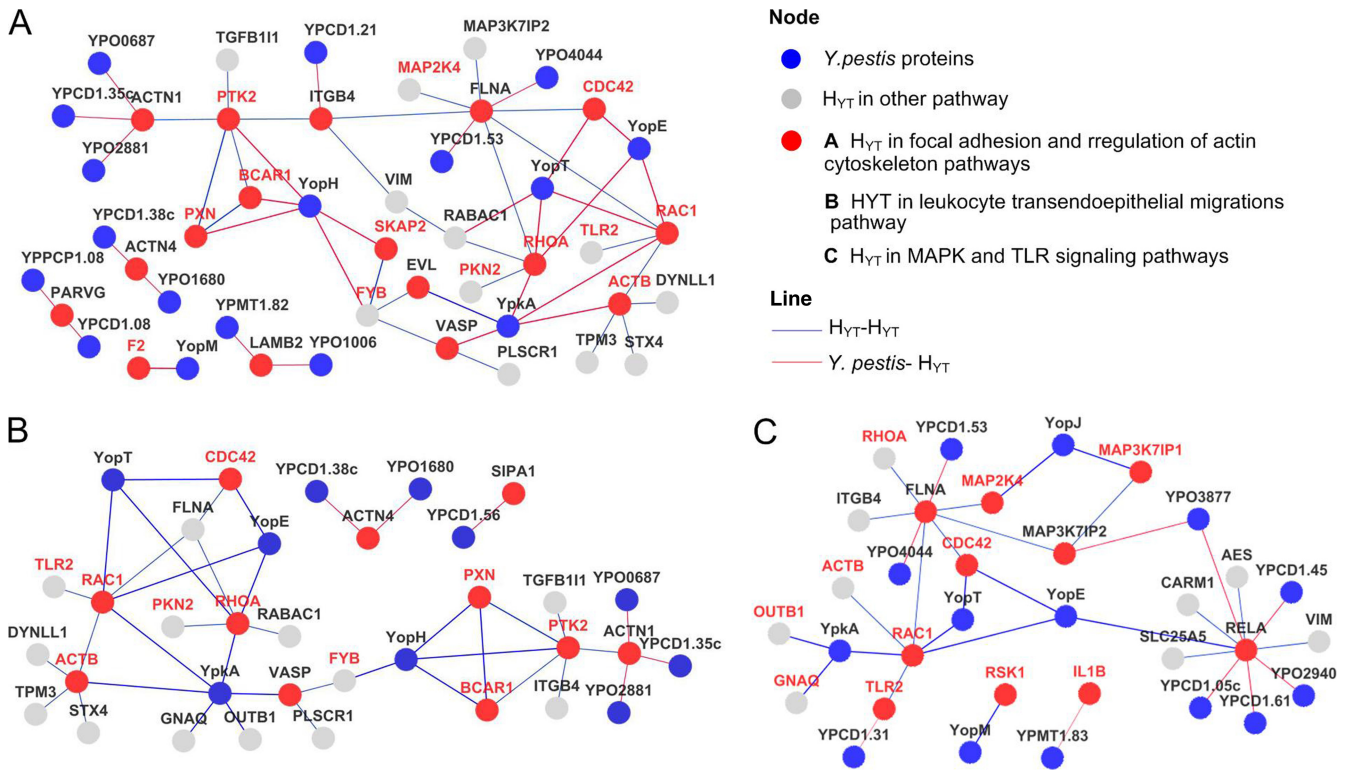 A
YPO0687
TGFB1I1
YPCD1.21
MAP3K7IP2
YPO4044
MAP2K4
FLNA
CDC42
YPCD1.35c
ACTN1
PTK2
ITGB4
YopE
YPO2881
YPCD1.53
YopT
BCAR1
YopH
VIM
PXN
RABAC1
RAC1
YPCD1.38c
SKAP2
RHOA
TLR2
ACTN4
EVL
PKN2
YPPCP1.08
YPO1680
FYB
YpkA
ACTB
DYNLL1
PARVG
YPMT1.82
VASP
YPCD1.08
F2
YopM
LAMB2
YPO1006
PLSCR1
TPM3
STX4
Node
Y.pestis proteins
HYT in other pathway
A HYT in focal adhesion and rregulation of actin
cytoskeleton pathways
B HYT in leukocyte transendoepithelial migrations
pathway
C HYT in MAPK and TLR signaling pathways
Line
HYT-HYT
Y. pestis- HYT
B
YopT
CDC42
YPCD1.38c
YPO1680
SIPA1
FLNA
YopE
ACTN4
YPCD1.56
TLR2
RAC1
PXN
TGFB1I1
YPO0687
PKN2
RHOA
RABAC1
PTK2
ACTN1
DYNLL1
YopH
YPCD1.35c
ACTB
YpkA
VASP
FYB
BCAR1
ITGB4
YPO2881
TPM3
STX4
GNAQ
OUTB1
PLSCR1
C
RHOA
YPCD1.53
YopJ
MAP3K7IP1
ITGB4
FLNA
MAP2K4
YPO3877
MAP3K7IP2
YPO4044
CDC42
AES
ACTB
CARM1
YPCD1.45
OUTB1
YopT
YopE
YpkA
RAC1
SLC25A5
RELA
VIM
GNAQ
TLR2
RSK1
IL1B
YPCD1.05c
YPO2940
YPCD1.61
YPCD1.31
YopM
YPMT1.83